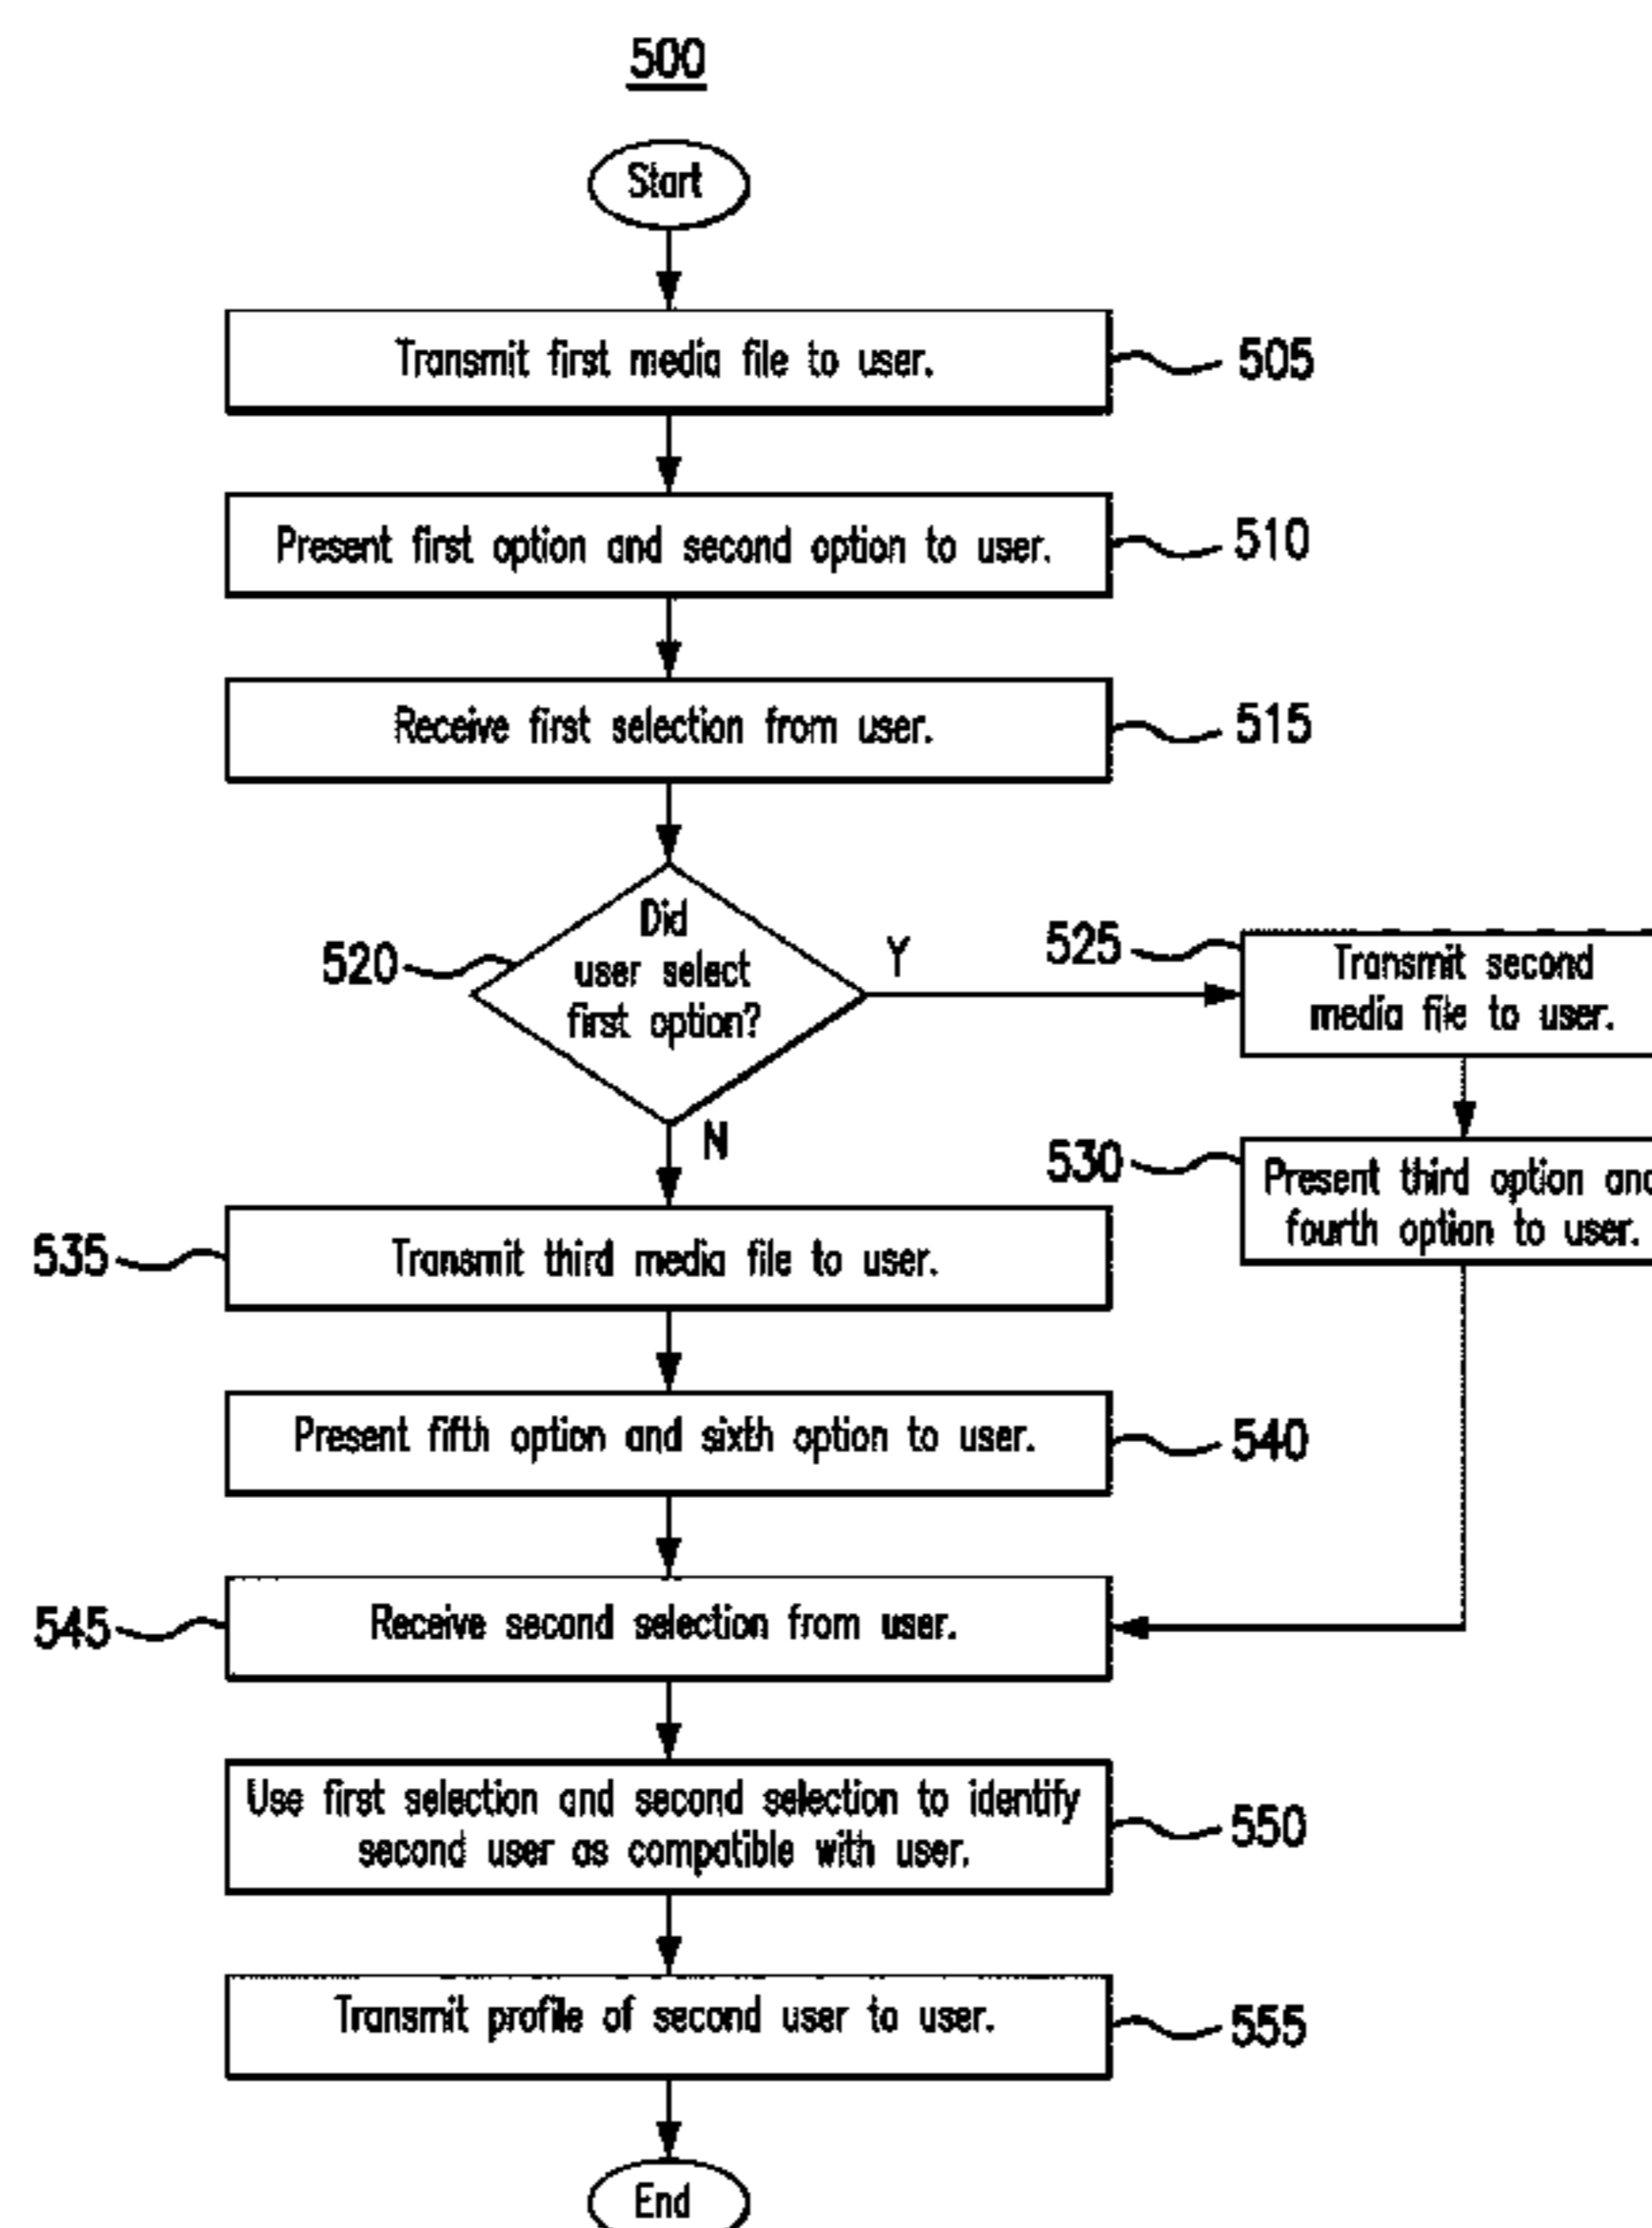 500
Start
Transmit first media file to user.
505
Present first option and second option to user.
510
Receive first selection from user.
515
Did
user select
first option?
520
Y
N
525
Transmit second
media file to user.
530
Present third option and
fourth option to user.
535
Transmit third media file to user.
Present fifth option and sixth option to user.
540
545
Receive second selection from user.
Use first selection and second selection to identify
second user as compatible with user.
550
Transmit profile of second user to user.
555
End